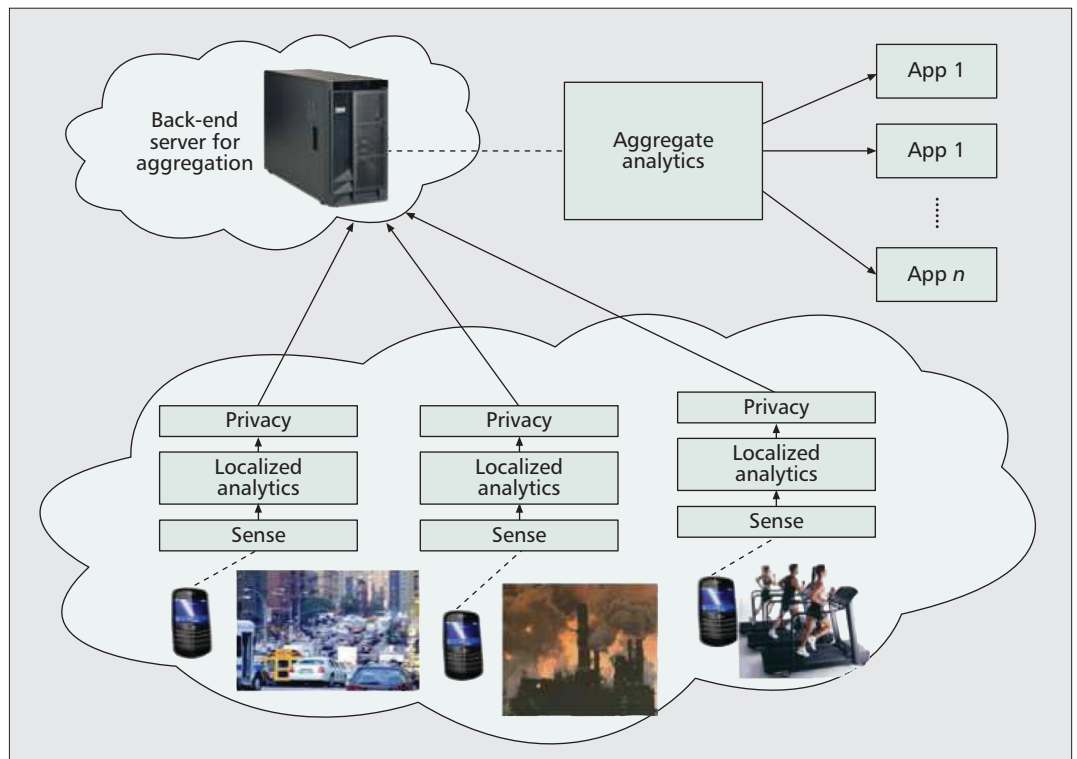 Back-end
server for
aggregation
Aggregate
analytics
App 1
App 1
App n
Privacy
Localized
analytics
Sense
Privacy
Localized
analytics
Sense
Privacy
Localized
analytics
Sense